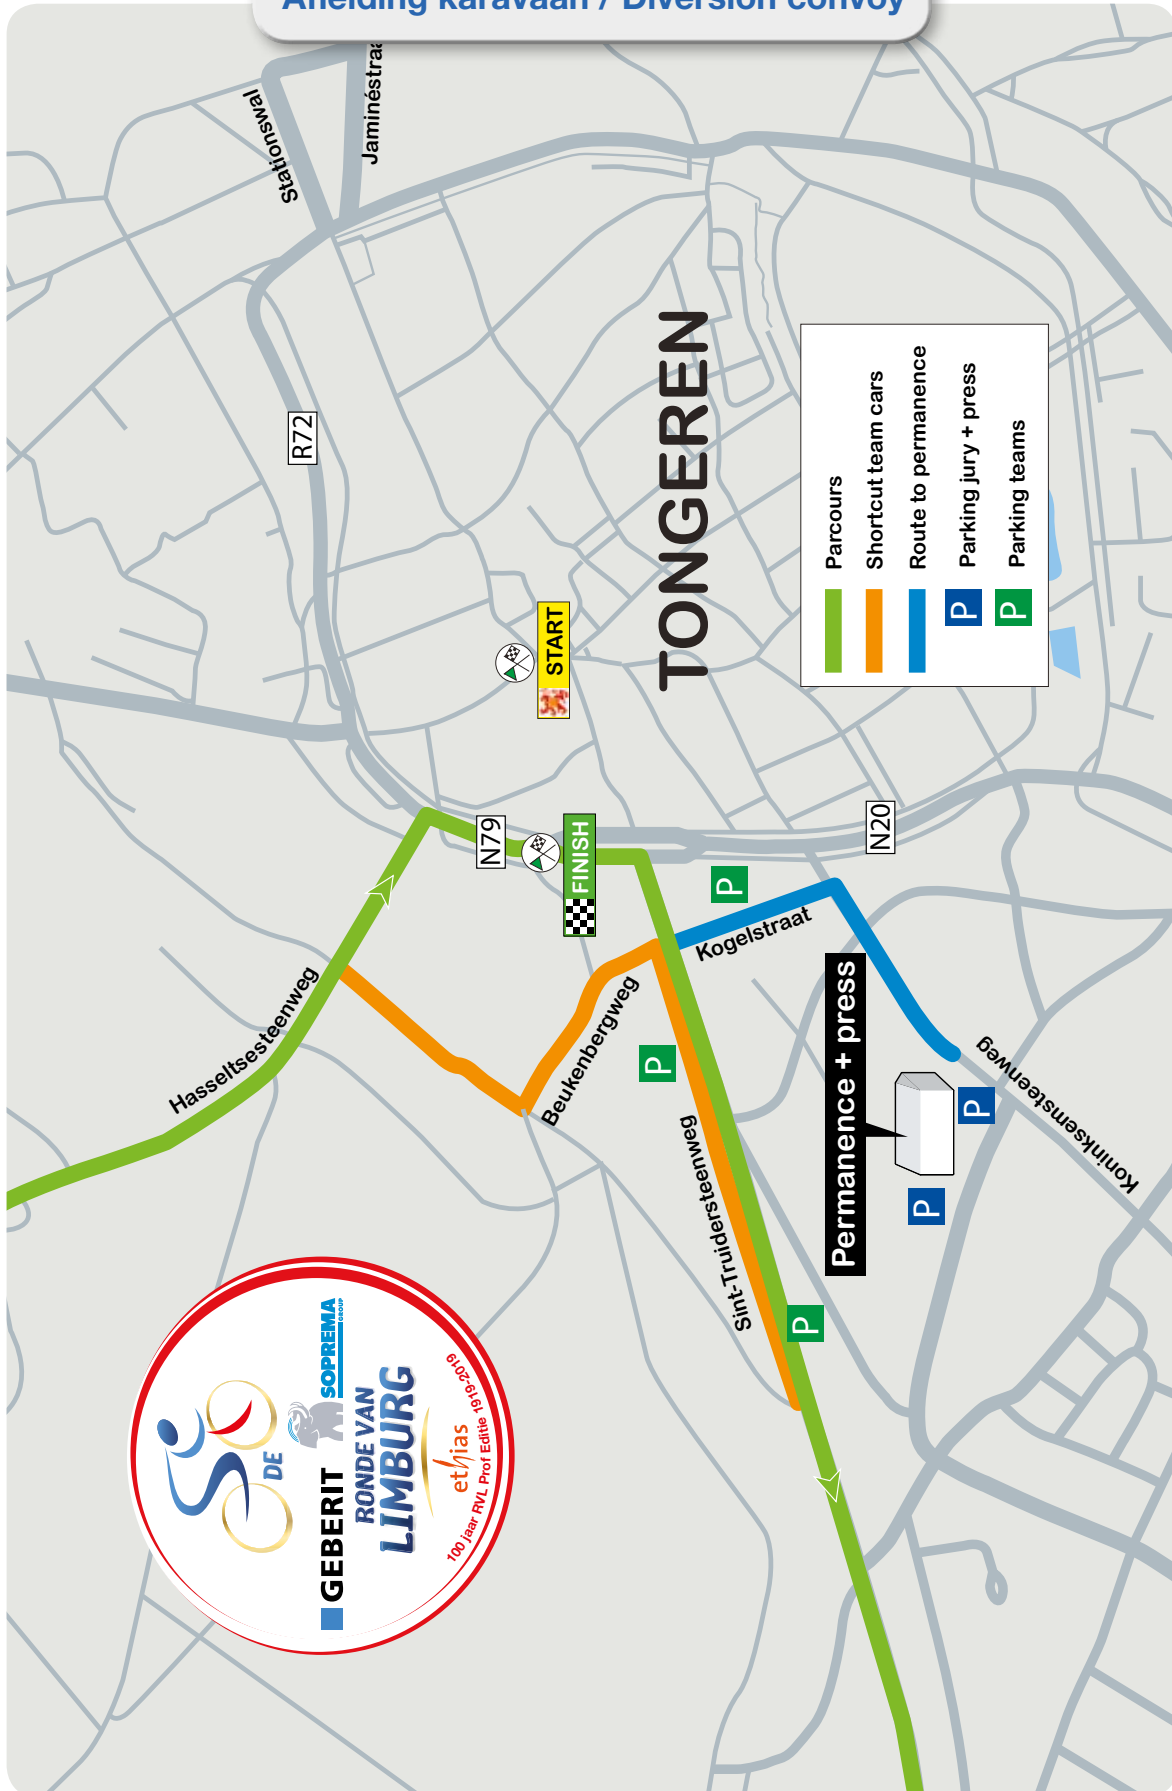 Afleiding karavaan / Diversion convoy
Stationswal
Jaminéstraa
R72
TONGEREN
START
N79
FINISH
N20
Hasseltsesteenweg
Beukenbergweg
Kogelstraat
Sint-Truidersteenweg
Koninksemsteenweg
Permanence + press
P
P
P
P
P
Parcours
Shortcut team cars
Route to permanence
P Parking jury + press
P Parking teams
DE
GEBERIT
SOPREMA
GROUP
RONDE VAN
LIMBURG
ethias
100 jaar RVL Prof Editie 1919-2019